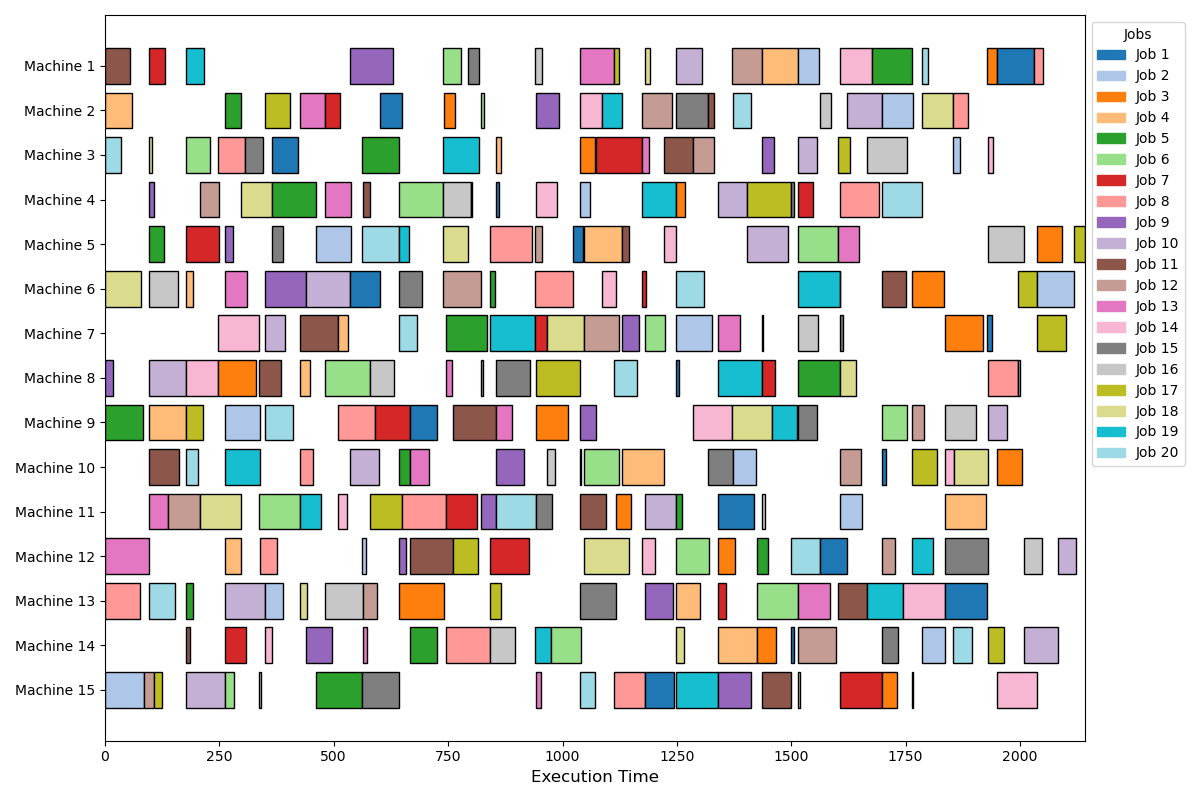 Machine 1
Machine 2
Machine 3
Machine 4
Machine 5
Machine 6
Machine 7
Machine 8
Machine 9
Machine 10
Machine 11
Machine 12
Machine 13
Machine 14
Machine 15
0 250 500 750 1000 1250 1500 1750 2000
Execution Time
Jobs
Job 1
Job 2
Job 3
Job 4
Job 5
Job 6
Job 7
Job 8
Job 9
Job 10
Job 11
Job 12
Job 13
Job 14
Job 15
Job 16
Job 17
Job 18
Job 19
Job 20